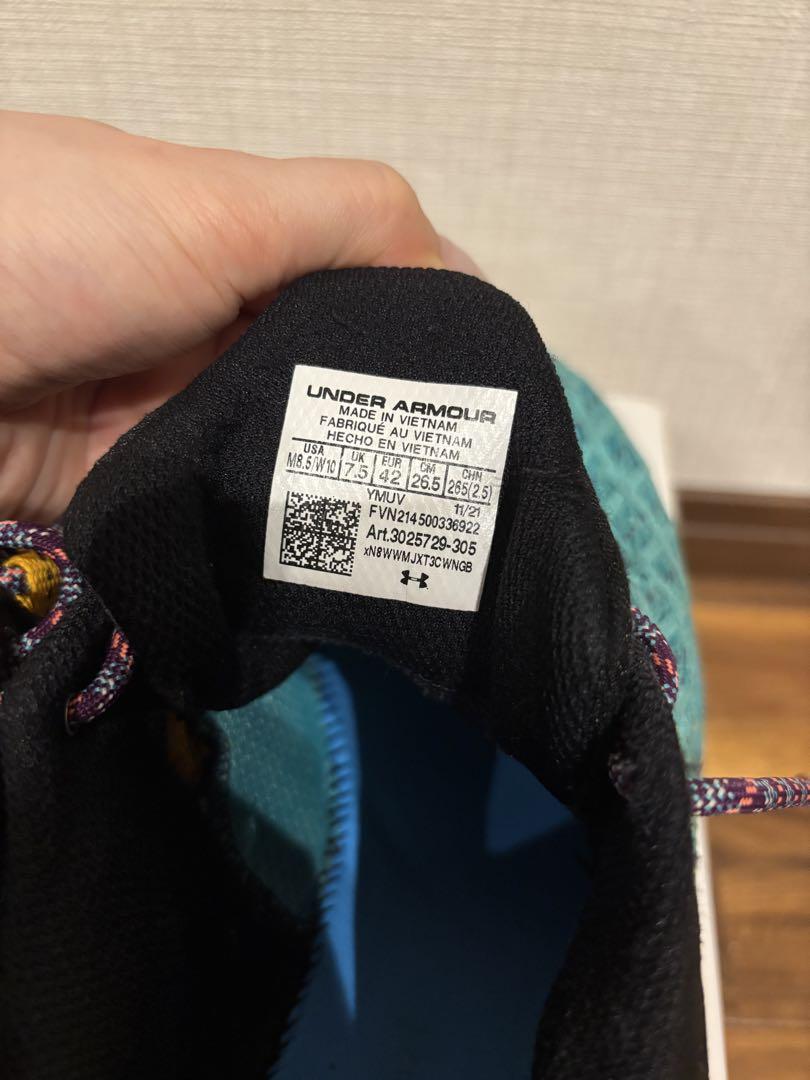 UNDER ARMOUR
MADE IN VIETNAM
FABRIQUÉ AU VIETNAM
HECHO EN VIETNAM
USA UK EUR CM CHN
M8.5/W10 7.5 42 26.5 265(2.5)
YMUV 11/21
FVN214500336922
Art.3025729-305
xN8WWMJXT3CWNGB